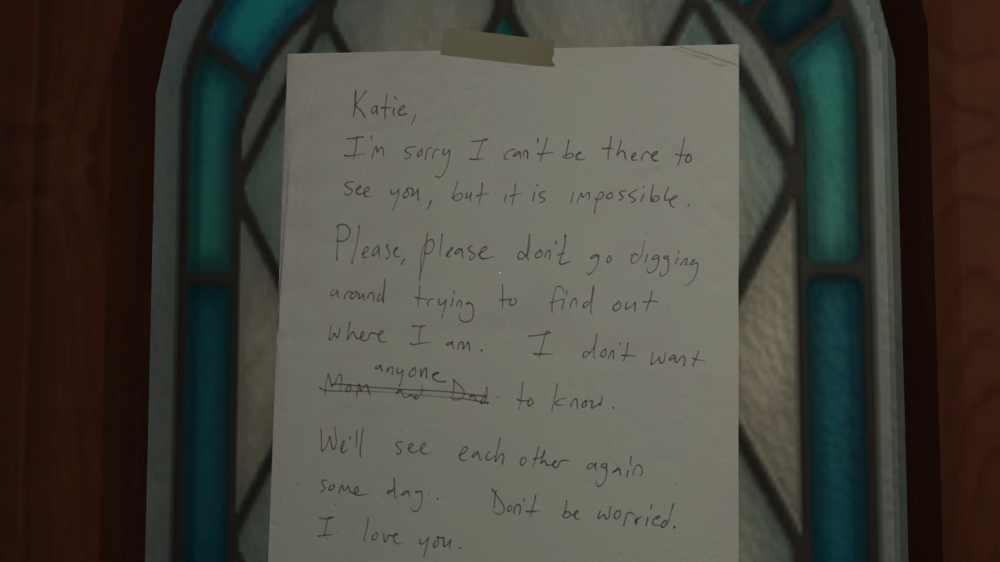 Katie,
I'm sorry I can't be there to
see you, but it is impossible.
Please, please don't go digging
around trying to find out
where I am. I don't want
anyone
Mom and Dad to know.
We'll see each other again
some day. Don't be worried.
I love you.